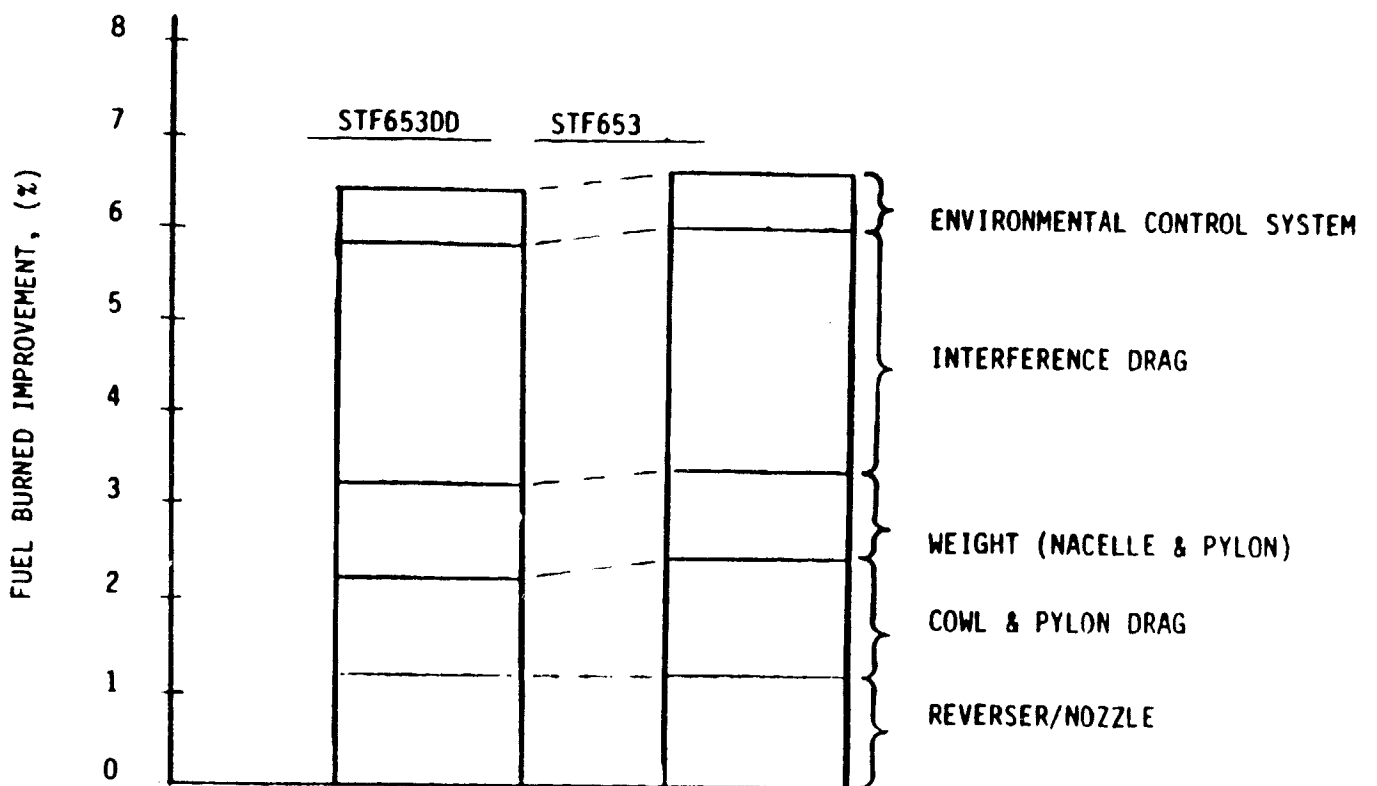 FUEL BURNED IMPROVEMENT, (%)
8
7
6
5
4
3
2
1
0
STF653DD
STF653
ENVIRONMENTAL CONTROL SYSTEM
INTERFERENCE DRAG
WEIGHT (NACELLE & PYLON)
COWL & PYLON DRAG
REVERSER/NOZZLE